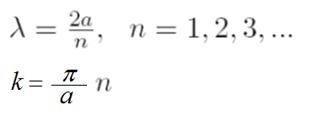 λ = 2a/n, n = 1, 2, 3, ...
k = π/a n